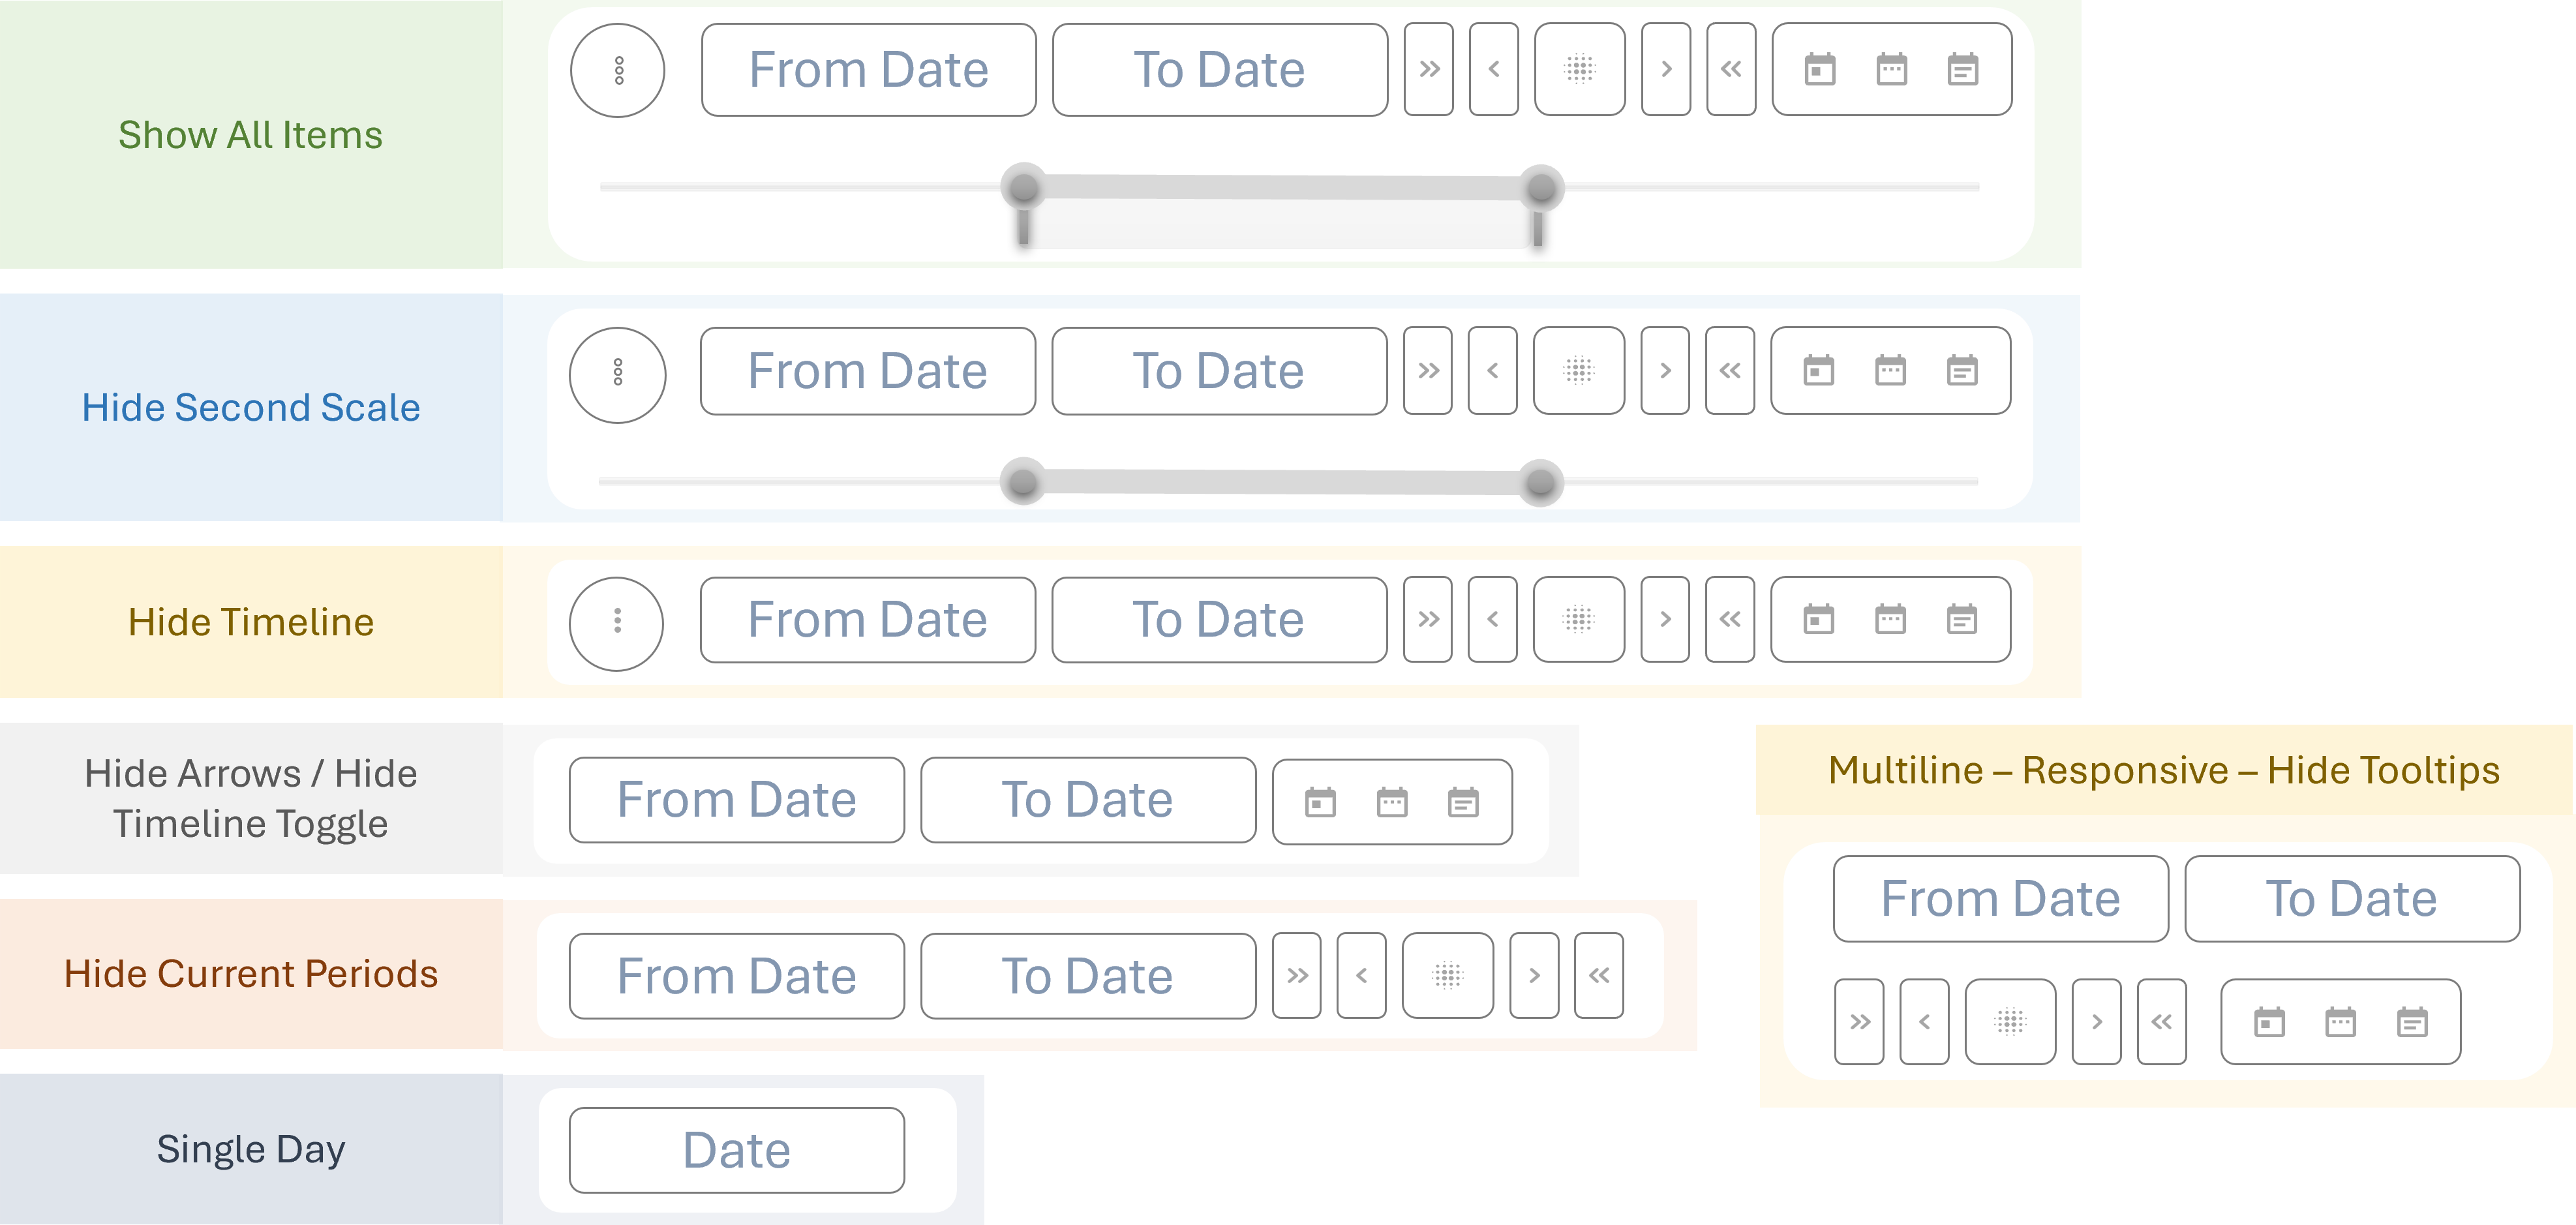 Show All Items
From Date
To Date
Hide Second Scale
From Date
To Date
Hide Timeline
From Date
To Date
Hide Arrows / Hide
Timeline Toggle
From Date
To Date
Hide Current Periods
From Date
To Date
Single Day
Date
Multiline – Responsive – Hide Tooltips
From Date
To Date